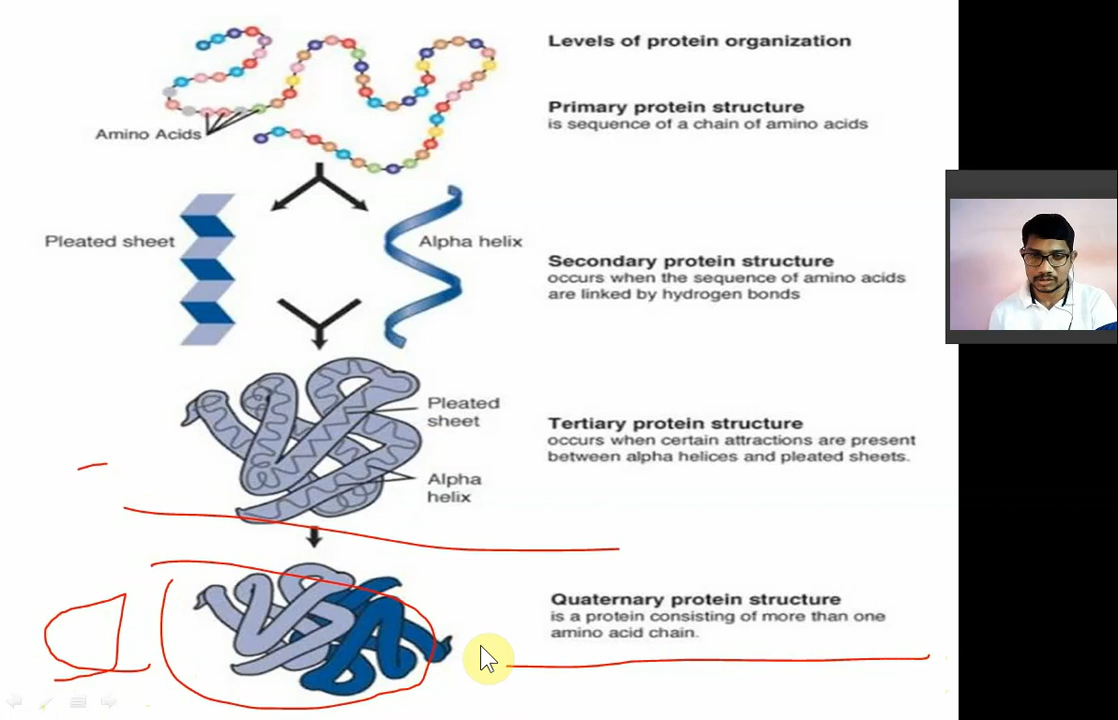 Levels of protein organization
Primary protein structure
is sequence of a chain of amino acids
Amino Acids
Pleated sheet
Alpha helix
Secondary protein structure
occurs when the sequence of amino acids
are linked by hydrogen bonds
Pleated
sheet
Alpha
helix
Tertiary protein structure
occurs when certain attractions are present
between alpha helices and pleated sheets.
Quaternary protein structure
is a protein consisting of more than one
amino acid chain.